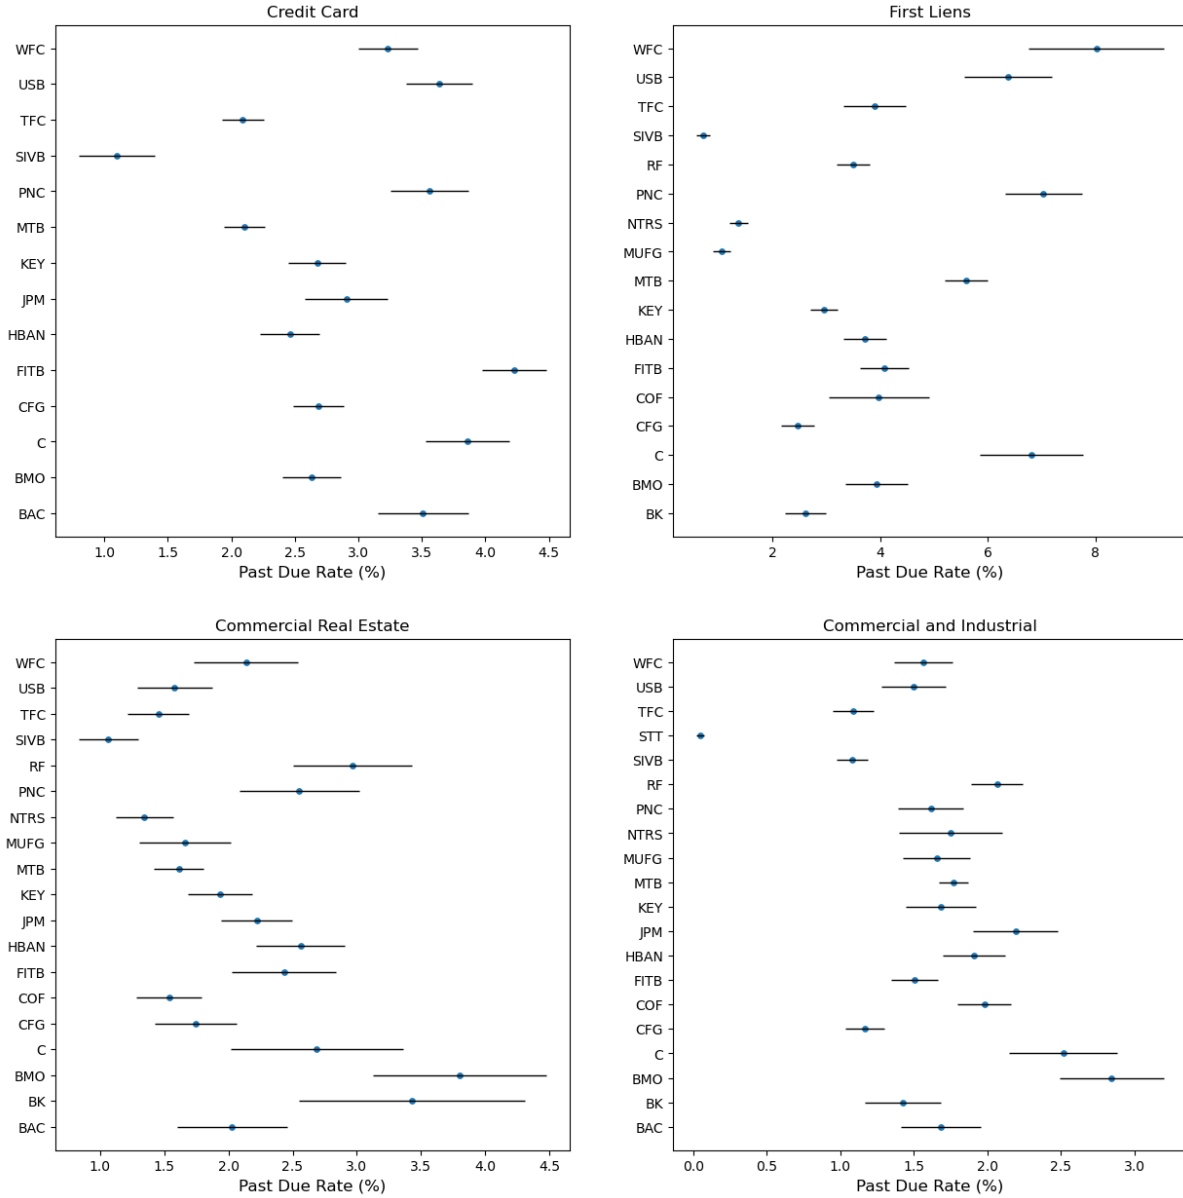 Credit Card
WFC
USB
TFC
SIVB
PNC
MTB
KEY
JPM
HBAN
FITB
CFG
C
BMO
BAC
1.0 1.5 2.0 2.5 3.0 3.5 4.0 4.5
Past Due Rate (%)
First Liens
WFC
USB
TFC
SIVB
RF
PNC
NTRS
MUFG
MTB
KEY
HBAN
FITB
COF
CFG
C
BMO
BK
2 4 6 8
Past Due Rate (%)
Commercial Real Estate
WFC
USB
TFC
SIVB
RF
PNC
NTRS
MUFG
MTB
KEY
JPM
HBAN
FITB
COF
CFG
C
BMO
BK
BAC
1.0 1.5 2.0 2.5 3.0 3.5 4.0 4.5
Past Due Rate (%)
Commercial and Industrial
WFC
USB
TFC
STT
SIVB
RF
PNC
NTRS
MUFG
MTB
KEY
JPM
HBAN
FITB
COF
CFG
C
BMO
BK
BAC
0.0 0.5 1.0 1.5 2.0 2.5 3.0
Past Due Rate (%)